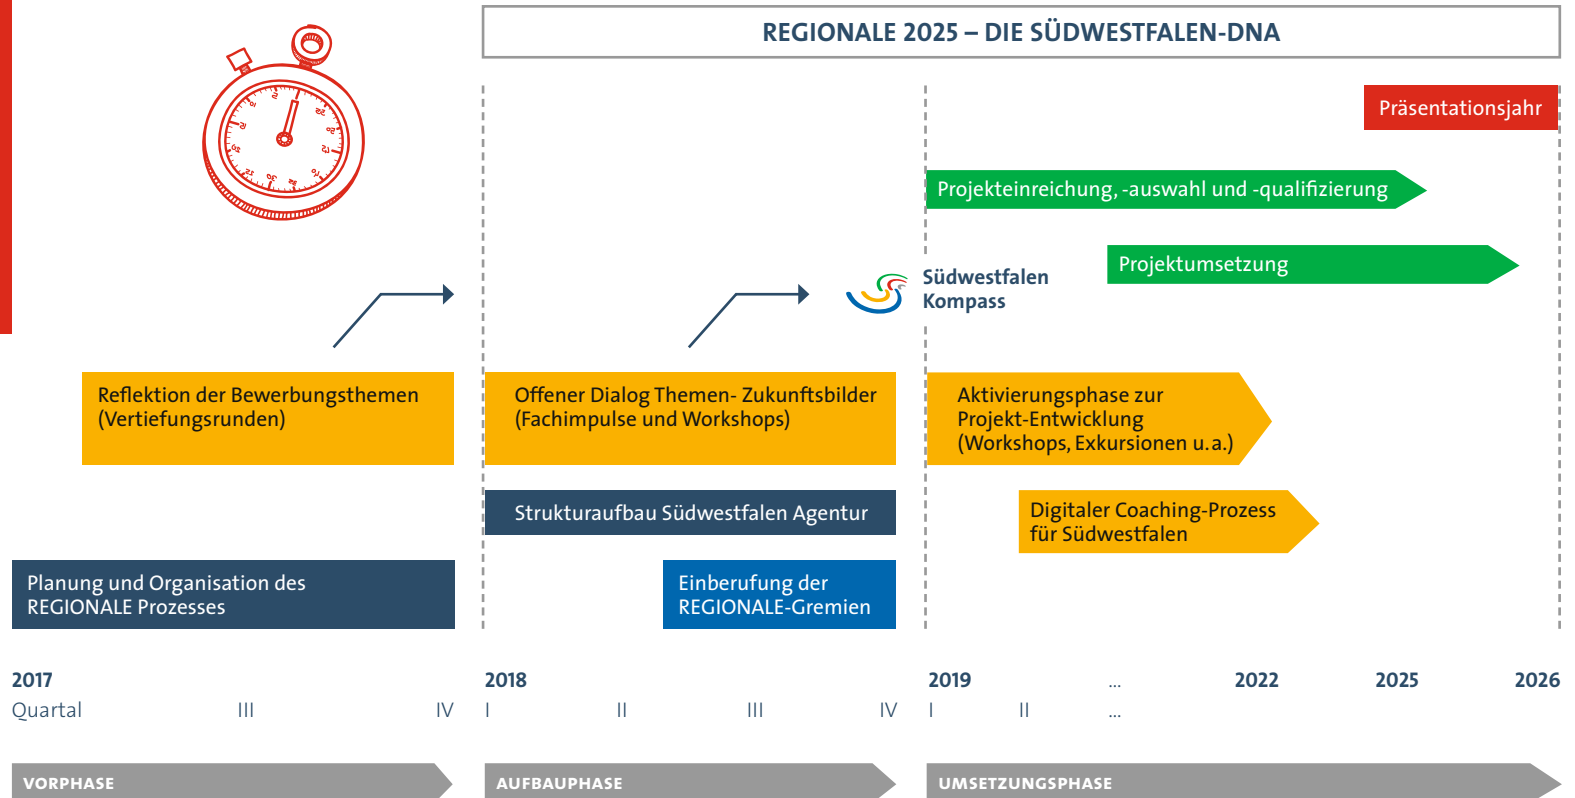 REGIONALE 2025 – DIE SÜDWESTFALEN-DNA
Präsentationsjahr
Projekteinreichung, -auswahl und -qualifizierung
Projektumsetzung
Südwestfalen
Kompass
Reflektion der Bewerbungsthemen
(Vertiefungsrunden)
Offener Dialog Themen- Zukunftsbilder
(Fachimpulse und Workshops)
Aktivierungsphase zur
Projekt-Entwicklung
(Workshops, Exkursionen u.a.)
Strukturaufbau Südwestfalen Agentur
Digitaler Coaching-Prozess
für Südwestfalen
Planung und Organisation des
REGIONALE Prozesses
Einberufung der
REGIONALE-Gremien
2017 2018 2019 ... 2022 2025 2026
Quartal III IV I II III IV I II ...
VORPHASE AUFBAUPHASE UMSETZUNGSPHASE